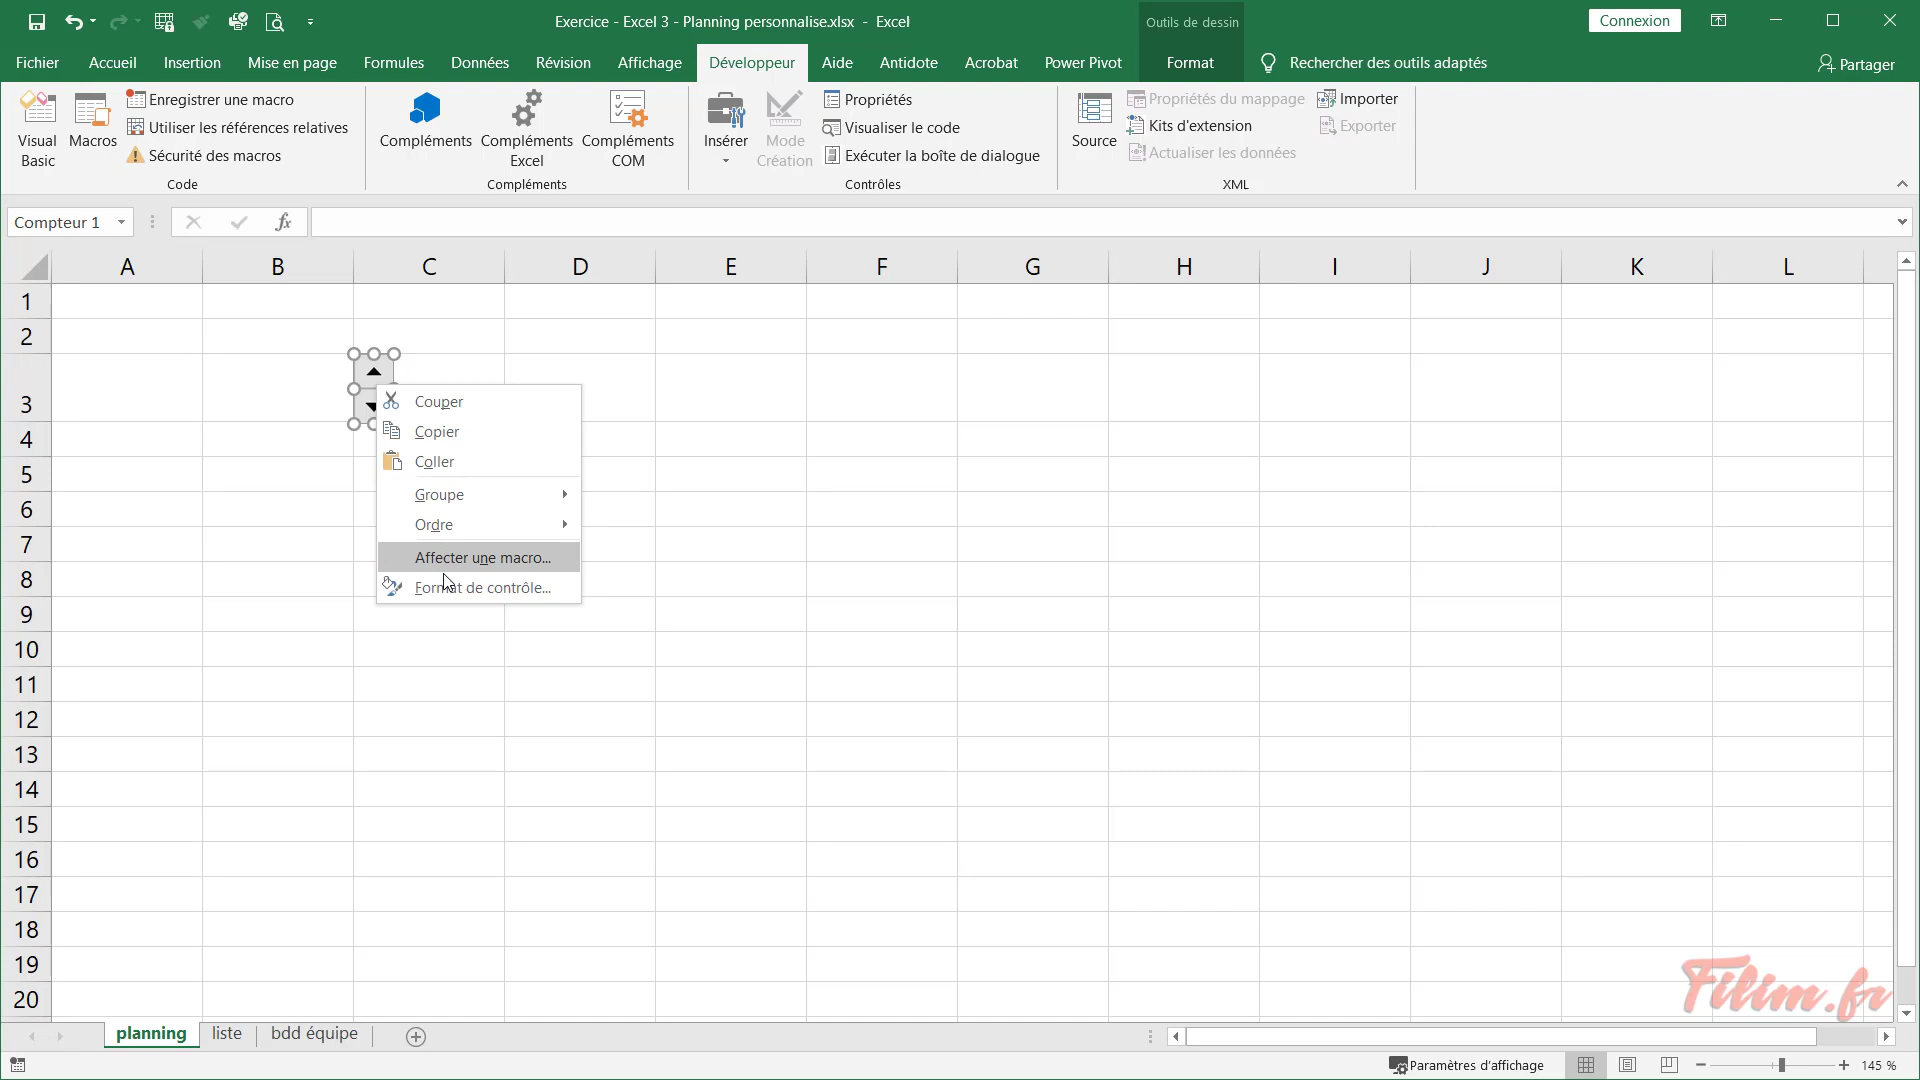 Exercice - Excel 3 - Planning personnalise.xlsx - Excel
Outils de dessin
Connexion
Fichier
Accueil
Insertion
Mise en page
Formules
Données
Révision
Affichage
Développeur
Aide
Antidote
Acrobat
Power Pivot
Format
Rechercher des outils adaptés
Partager
Visual Basic
Macros
Enregistrer une macro
Utiliser les références relatives
Sécurité des macros
Code
Compléments
Compléments Excel
Compléments COM
Compléments
Insérer
Mode Création
Propriétés
Visualiser le code
Exécuter la boîte de dialogue
Contrôles
Source
Propriétés du mappage
Kits d'extension
Actualiser les données
Importer
Exporter
XML
Compteur 1
fx
A B C D E F G H I J K L
1
2
3
4
5
6
7
8
9
10
11
12
13
14
15
16
17
18
19
20
Couper
Copier
Coller
Groupe
Ordre
Affecter une macro...
Format de contrôle...
Filim.fr
planning
liste
bdd équipe
Paramètres d'affichage
145 %